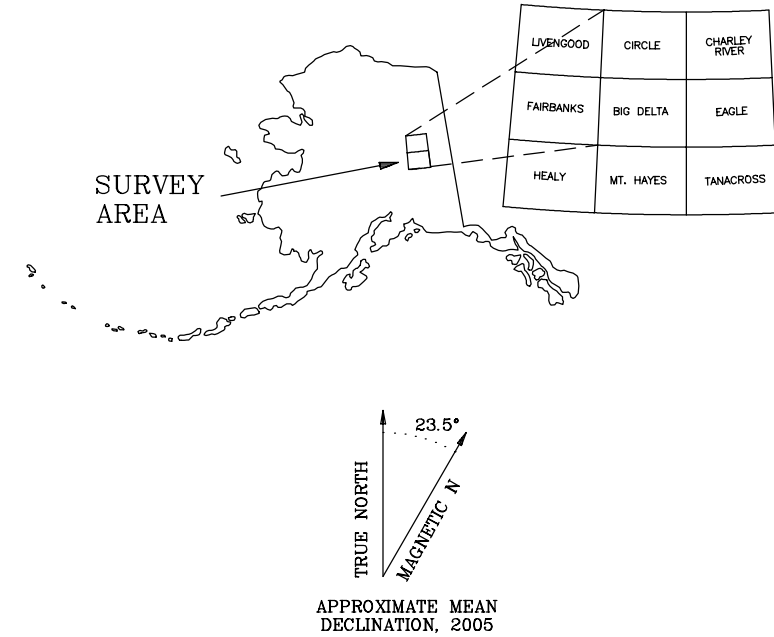 LIVENGOOD
CIRCLE
CHARLEY
RIVER
FAIRBANKS
BIG DELTA
EAGLE
HEALY
MT. HAYES
TANACROSS
SURVEY
AREA
23.5°
TRUE NORTH
MAGNETIC N
APPROXIMATE MEAN
DECLINATION, 2005